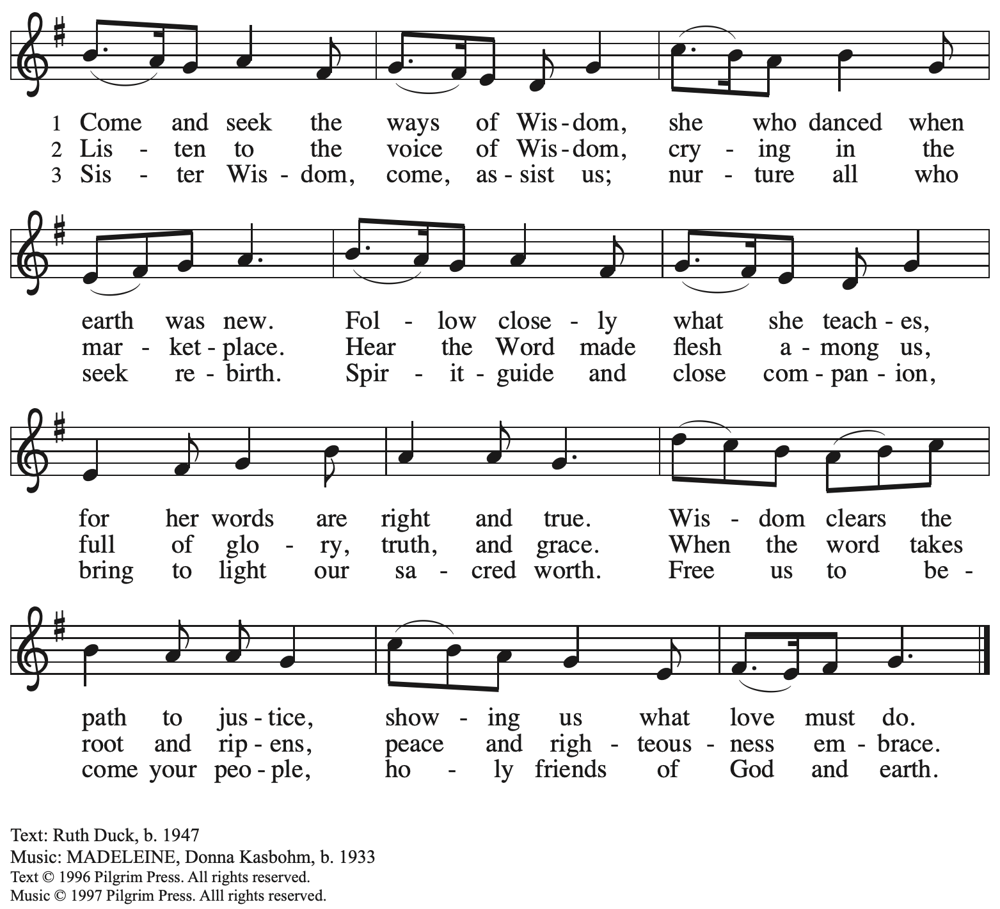 1 Come and seek the ways of Wis - dom, she who danced when
2 Lis - ten to the voice of Wis - dom, cry - ing in the
3 Sis - ter Wis - dom, come, as - sist us; nur - ture all who
earth was new. Fol - low close - ly what she teach - es,
mar - ket - place. Hear the Word made flesh a - mong us,
seek re - birth. Spir - it - guide and close com - pan - ion,
for her words are right and true. Wis - dom clears the
full of glo - ry, truth, and grace. When the word takes
bring to light our sa - cred worth. Free us to be -
path to jus - tice, show - ing us what love must do.
root and rip - ens, peace and righ - teous - ness em - brace.
come your peo - ple, ho - ly friends of God and earth.
Text: Ruth Duck, b. 1947
Music: MADELEINE, Donna Kasbohm, b. 1933
Text © 1996 Pilgrim Press. All rights reserved.
Music © 1997 Pilgrim Press. Alll rights reserved.